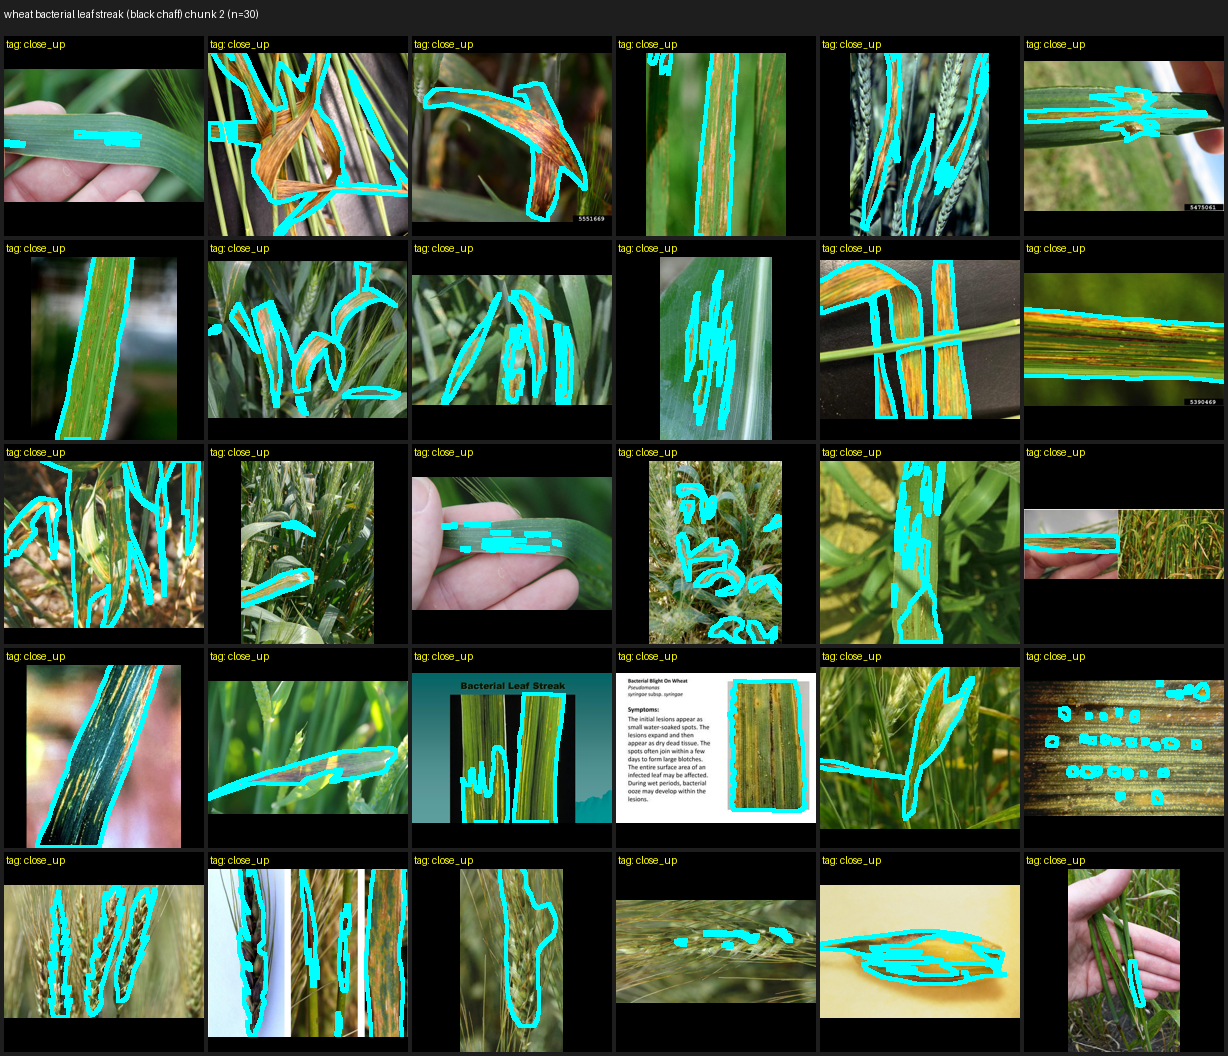 wheat bacterial leaf streak (black chaff) chunk 2 (n=30)
tag: close_up
tag: close_up
tag: close_up
tag: close_up
tag: close_up
tag: close_up
5551669
5475061
tag: close_up
tag: close_up
tag: close_up
tag: close_up
tag: close_up
tag: close_up
5390469
tag: close_up
tag: close_up
tag: close_up
tag: close_up
tag: close_up
tag: close_up
tag: close_up
tag: close_up
tag: close_up
tag: close_up
tag: close_up
tag: close_up
Bacterial Leaf Streak
Bacterial Blight On Wheat
Pseudomonas
syringae subsp. syringae
Symptoms:
The initial lesions appear as
small water-soaked spots. The
lesions expand and then
appear as dry dead tissue. The
spots often join within a few
days to form large blotches.
The entire surface area of an
infected leaf may be affected.
During wet periods, bacterial
ooze may develop within the
lesions.
tag: close_up
tag: close_up
tag: close_up
tag: close_up
tag: close_up
tag: close_up